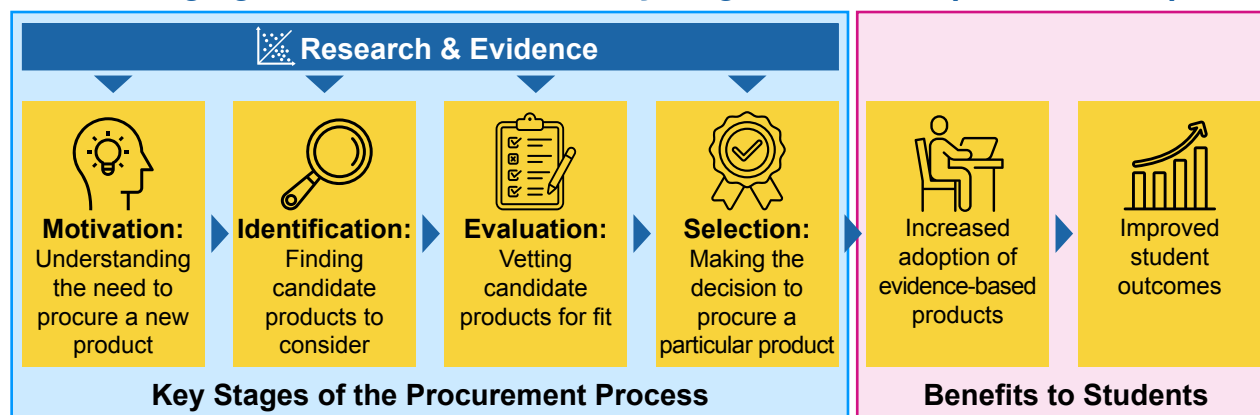 Research & Evidence
Motivation:
Understanding
the need to
procure a new
product
Identification:
Finding
candidate
products to
consider
Evaluation:
Vetting
candidate
products for fit
Selection:
Making the
decision to
procure a
particular product
Increased
adoption of
evidence-based
products
Improved
student
outcomes
Key Stages of the Procurement Process
Benefits to Students